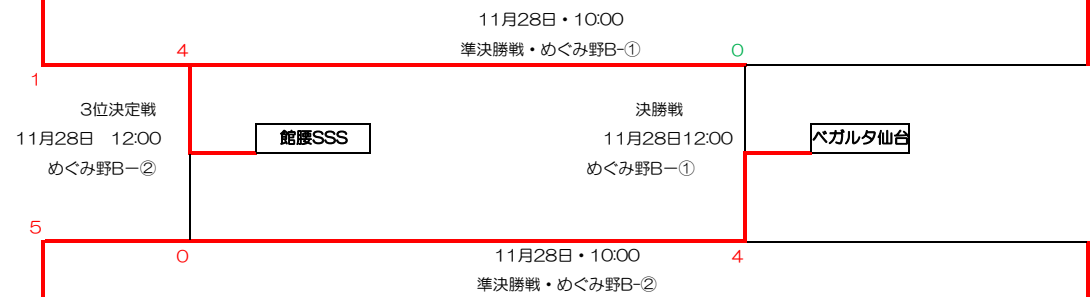 11月28日・10:00
準決勝戦・めぐみ野B-①
4
0
1
3位決定戦
11月28日 12:00
めぐみ野B－②
館腰SSS
決勝戦
11月28日12:00
めぐみ野B－①
ベガルタ仙台
5
0
11月28日・10:00
4
準決勝戦・めぐみ野B-②